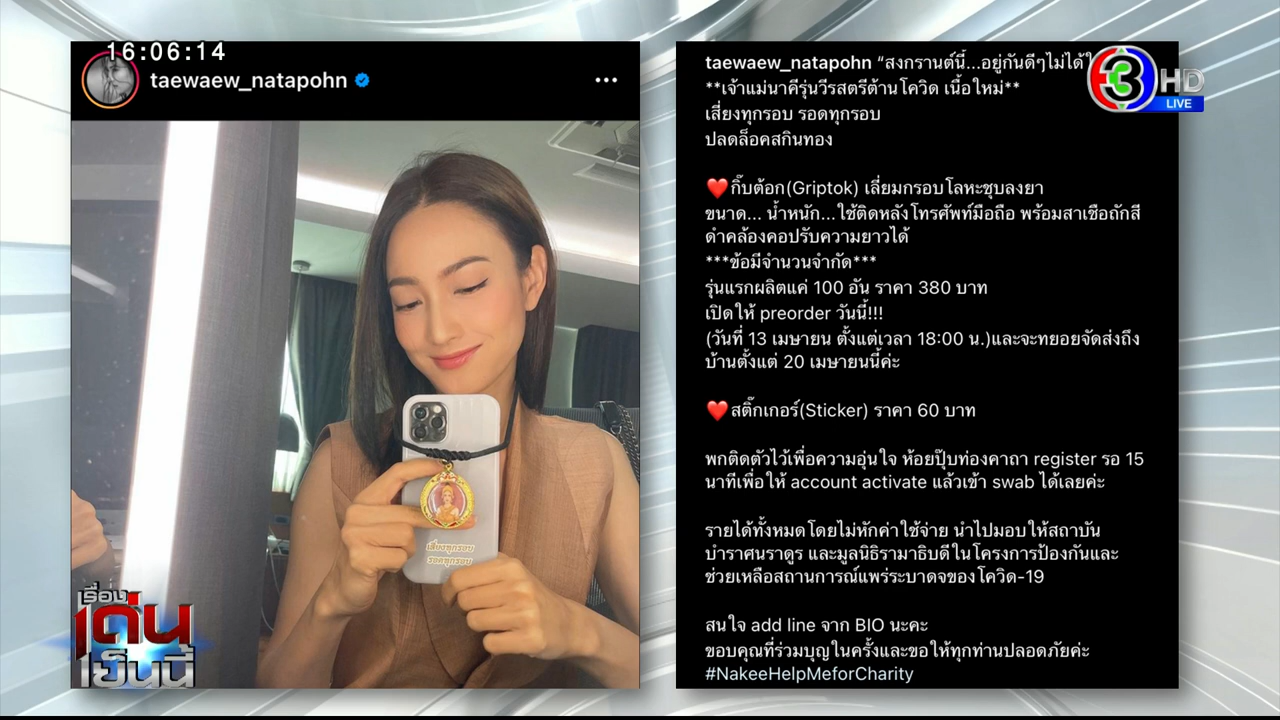 16:06:14
taewaew_natapohn
taewaew_natapohn “สงกรานต์นี้...อยู่กันดีๆไม่ได้
**เจ้าแม่นาคีรุ่นวีรสตรีต้านโควิด เนื้อใหม่**
เสี่ยงทุกรอบ รอดทุกรอบ
ปลดล็อคสกินทอง
❤️กิ๊บต้อก(Griptok) เลี่ยมกรอบโลหะชุบลงยา
ขนาด... น้ำหนัก...ใช้ติดหลังโทรศัพท์มือถือ พร้อมสาเชือถักสี
ดำคล้องคอปรับความยาวได้
***ข้อมีจำนวนจำกัด***
รุ่นแรกผลิตแค่ 100 อัน ราคา 380 บาท
เปิดให้ preorder วันนี้!!!
(วันที่ 13 เมษายน ตั้งแต่เวลา 18:00 น.)และจะทยอยจัดส่งถึง
บ้านตั้งแต่ 20 เมษายนนี้ค่ะ
❤️สติ๊กเกอร์(Sticker) ราคา 60 บาท
พกติดตัวไว้เพื่อความอุ่นใจ ห้อยปุ๊บท่องคาถา register รอ 15
นาทีเพื่อให้ account activate แล้วเข้า swab ได้เลยค่ะ
รายได้ทั้งหมดโดยไม่หักค่าใช้จ่าย นำไปมอบให้สถาบัน
บำราศนราดูร และมูลนิธิรามาธิบดีในโครงการป้องกันและ
ช่วยเหลือสถานการณ์แพร่ระบาดจของโควิด-19
สนใจ add line จาก BIO นะคะ
ขอบคุณที่ร่วมบุญในครั้งและขอให้ทุกท่านปลอดภัยค่ะ
#NakeeHelpMeforCharity
3 HD
LIVE
เสี่ยงทุกรอบ
รอดทุกรอบ
เรื่อง
เด่น
เย็นนี้